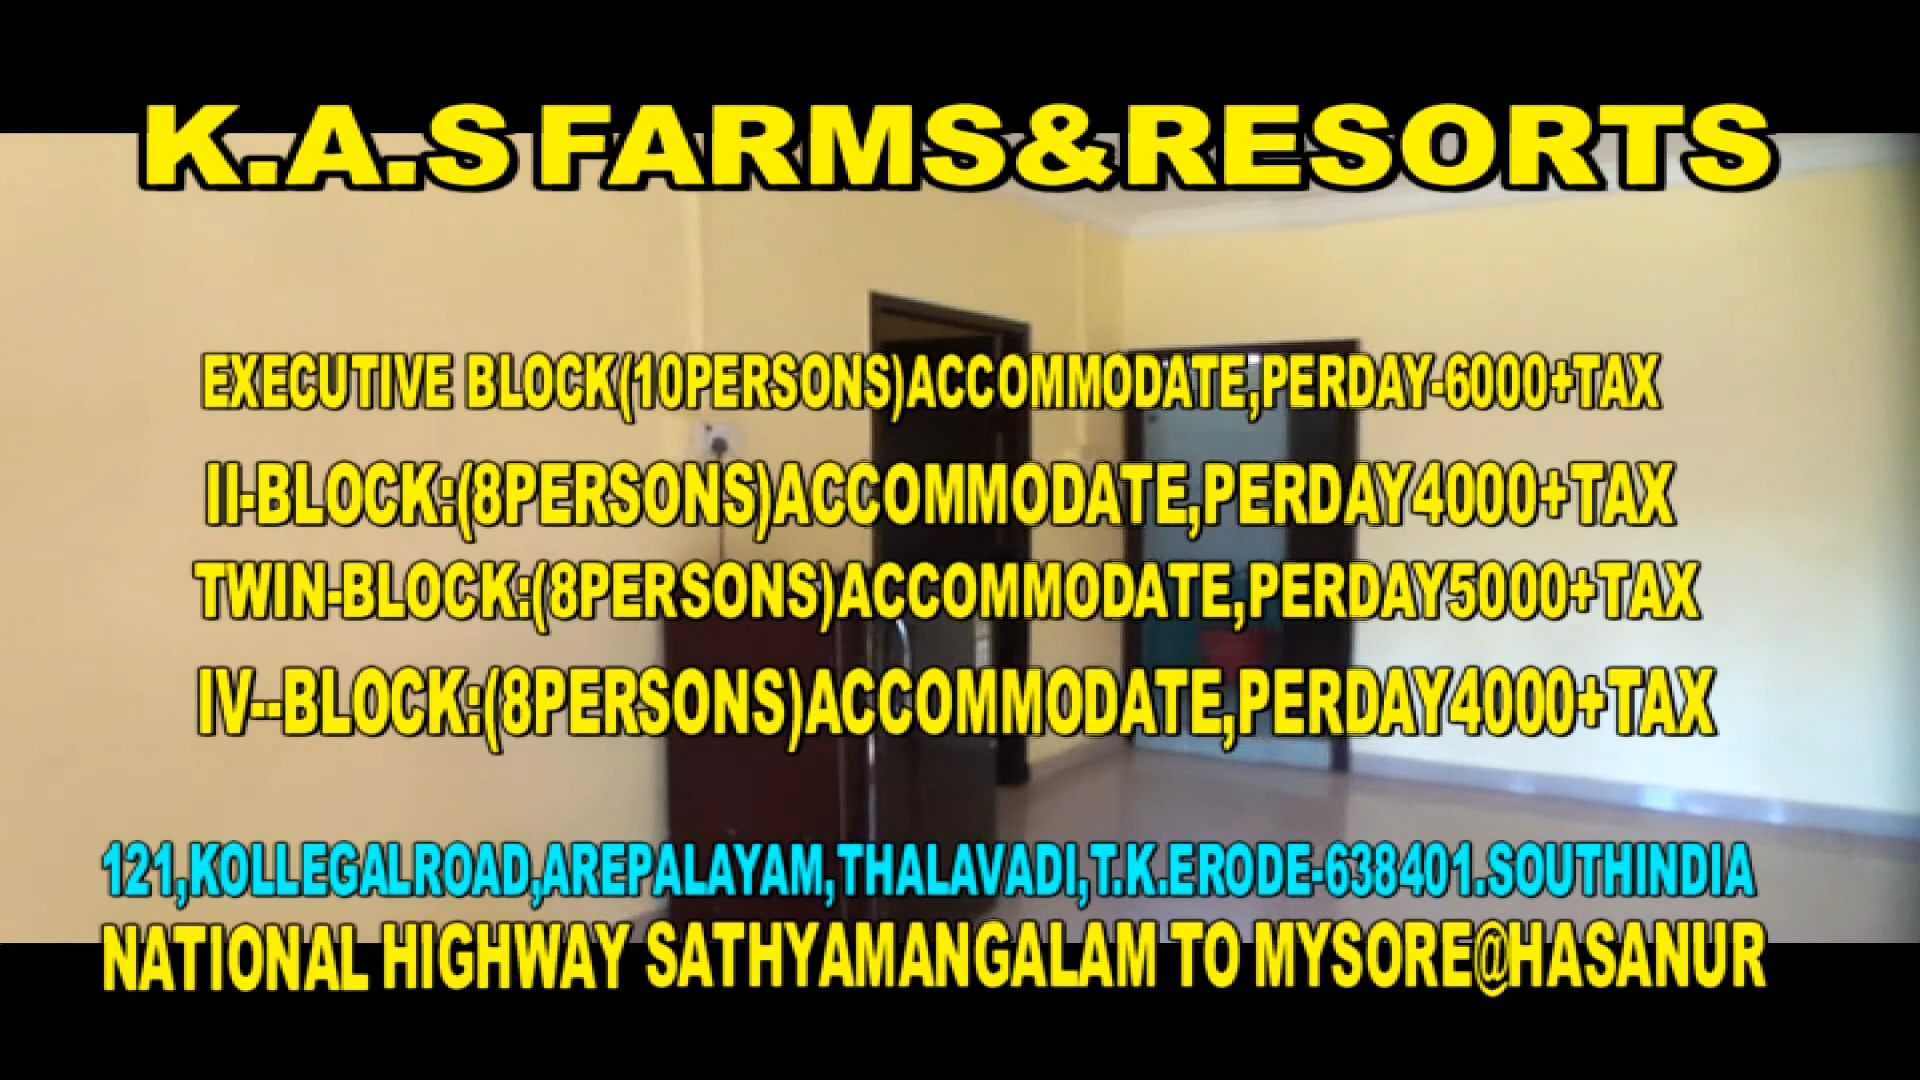 K.A.S FARMS&RESORTS
EXECUTIVE BLOCK(10PERSONS)ACCOMMODATE,PERDAY-6000+TAX
II-BLOCK:(8PERSONS)ACCOMMODATE,PERDAY4000+TAX
TWIN-BLOCK:(8PERSONS)ACCOMMODATE,PERDAY5000+TAX
IV--BLOCK:(8PERSONS)ACCOMMODATE,PERDAY4000+TAX
121,KOLLEGALROAD,AREPALAYAM,THALAVADI,T.K.ERODE-638401.SOUTHINDIA
NATIONAL HIGHWAY SATHYAMANGALAM TO MYSORE@HASANUR